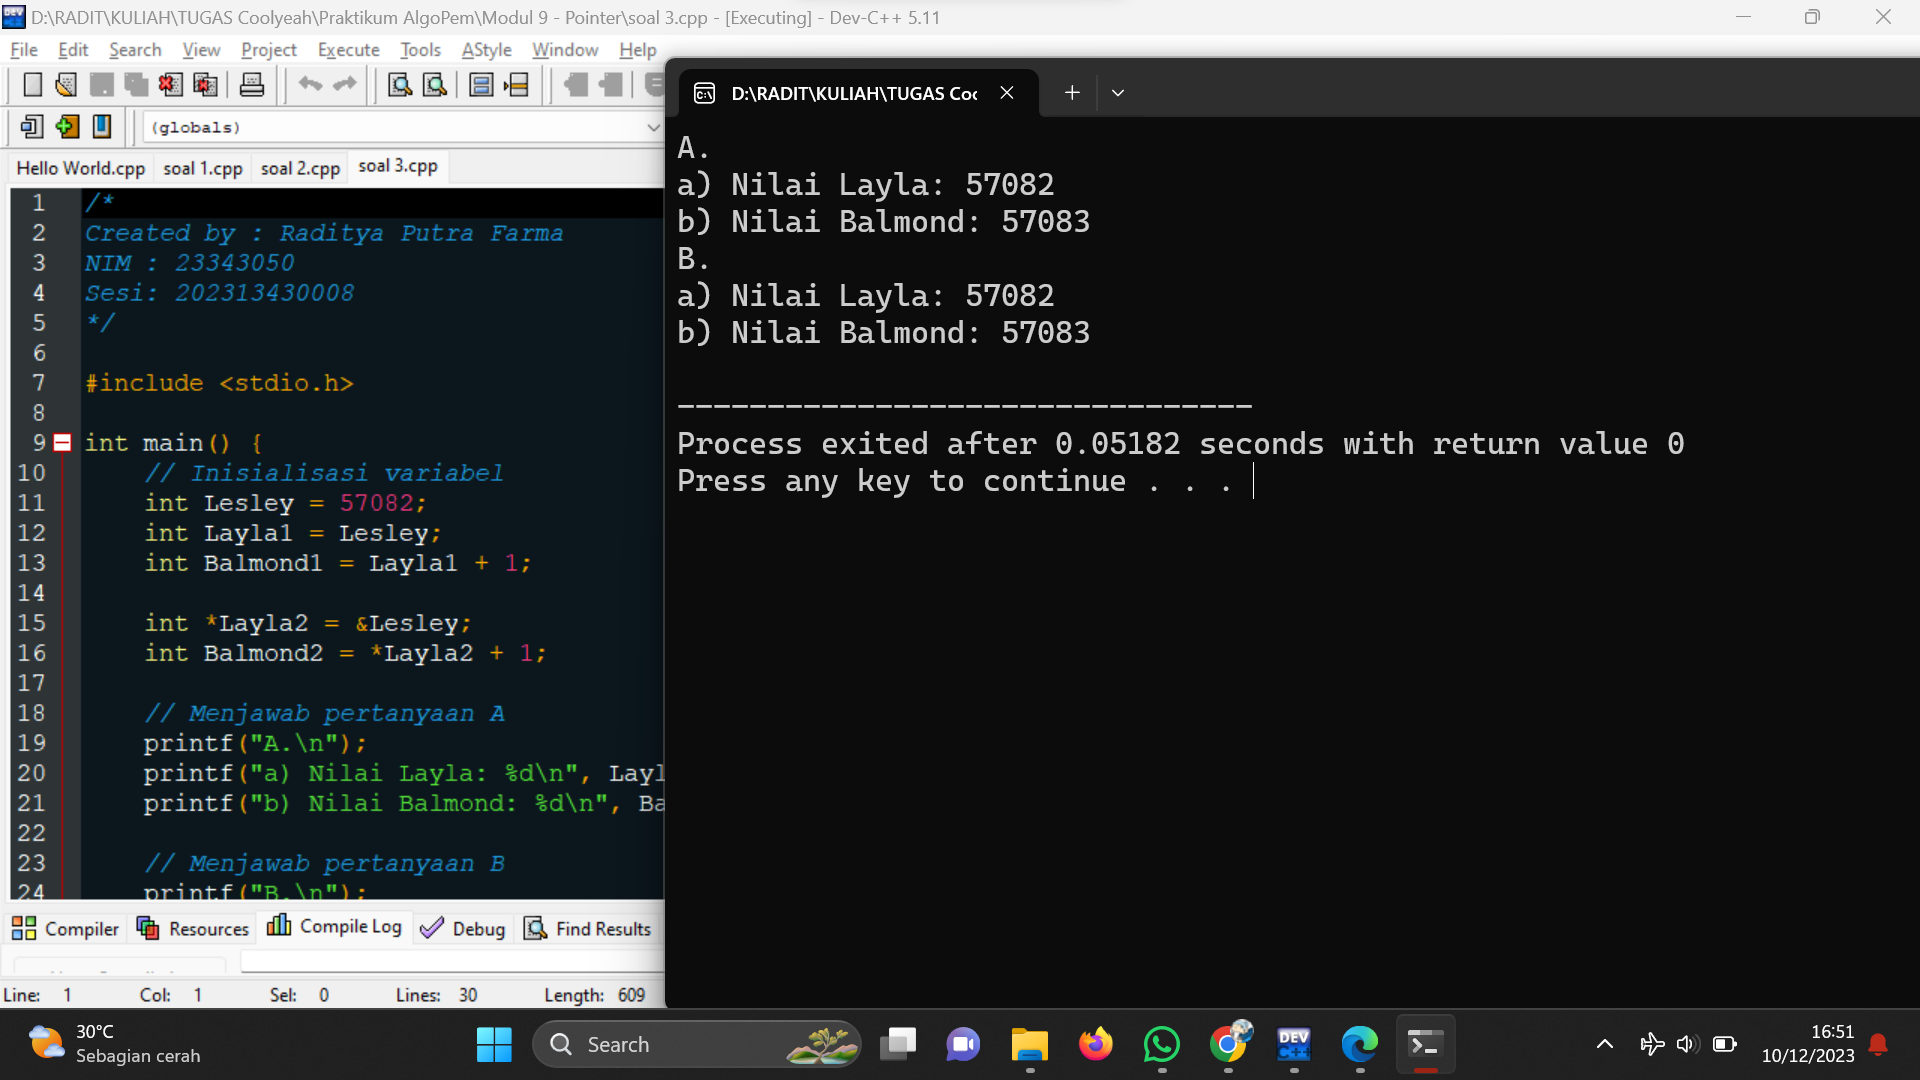 D:\RADIT\KULIAH\TUGAS Coolyeah\Praktikum AlgoPem\Modul 9 - Pointer\soal 3.cpp - [Executing] - Dev-C++ 5.11
File Edit Search View Project Execute Tools AStyle Window Help
(globals)
Hello World.cpp soal 1.cpp soal 2.cpp soal 3.cpp
1 /*
2 Created by : Raditya Putra Farma
3 NIM : 23343050
4 Sesi: 202313430008
5 */
6
7 #include <stdio.h>
8
9 int main() {
10 // Inisialisasi variabel
11 int Lesley = 57082;
12 int Layla1 = Lesley;
13 int Balmond1 = Layla1 + 1;
14
15 int *Layla2 = &Lesley;
16 int Balmond2 = *Layla2 + 1;
17
18 // Menjawab pertanyaan A
19 printf("A.\n");
20 printf("a) Nilai Layla: %d\n", Layl
21 printf("b) Nilai Balmond: %d\n", Ba
22
23 // Menjawab pertanyaan B
24 printf("B.\n");
Compiler Resources Compile Log Debug Find Results
Line: 1 Col: 1 Sel: 0 Lines: 30 Length: 609
D:\RADIT\KULIAH\TUGAS Coo
A.
a) Nilai Layla: 57082
b) Nilai Balmond: 57083
B.
a) Nilai Layla: 57082
b) Nilai Balmond: 57083
--------------------------------
Process exited after 0.05182 seconds with return value 0
Press any key to continue . . .
30°C
Sebagian cerah
Search
DEV
C++
16:51
10/12/2023